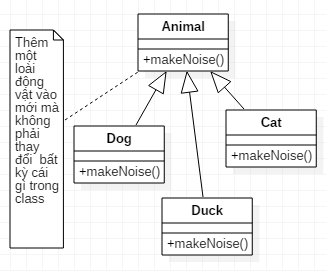 Animal
+makeNoise()
Thêm
một
loài
động
vật vào
mới mà
không
phải
thay
đổi  bất
kỳ cái
gì trong
class
Dog
+makeNoise()
Cat
+makeNoise()
Duck
+makeNoise()